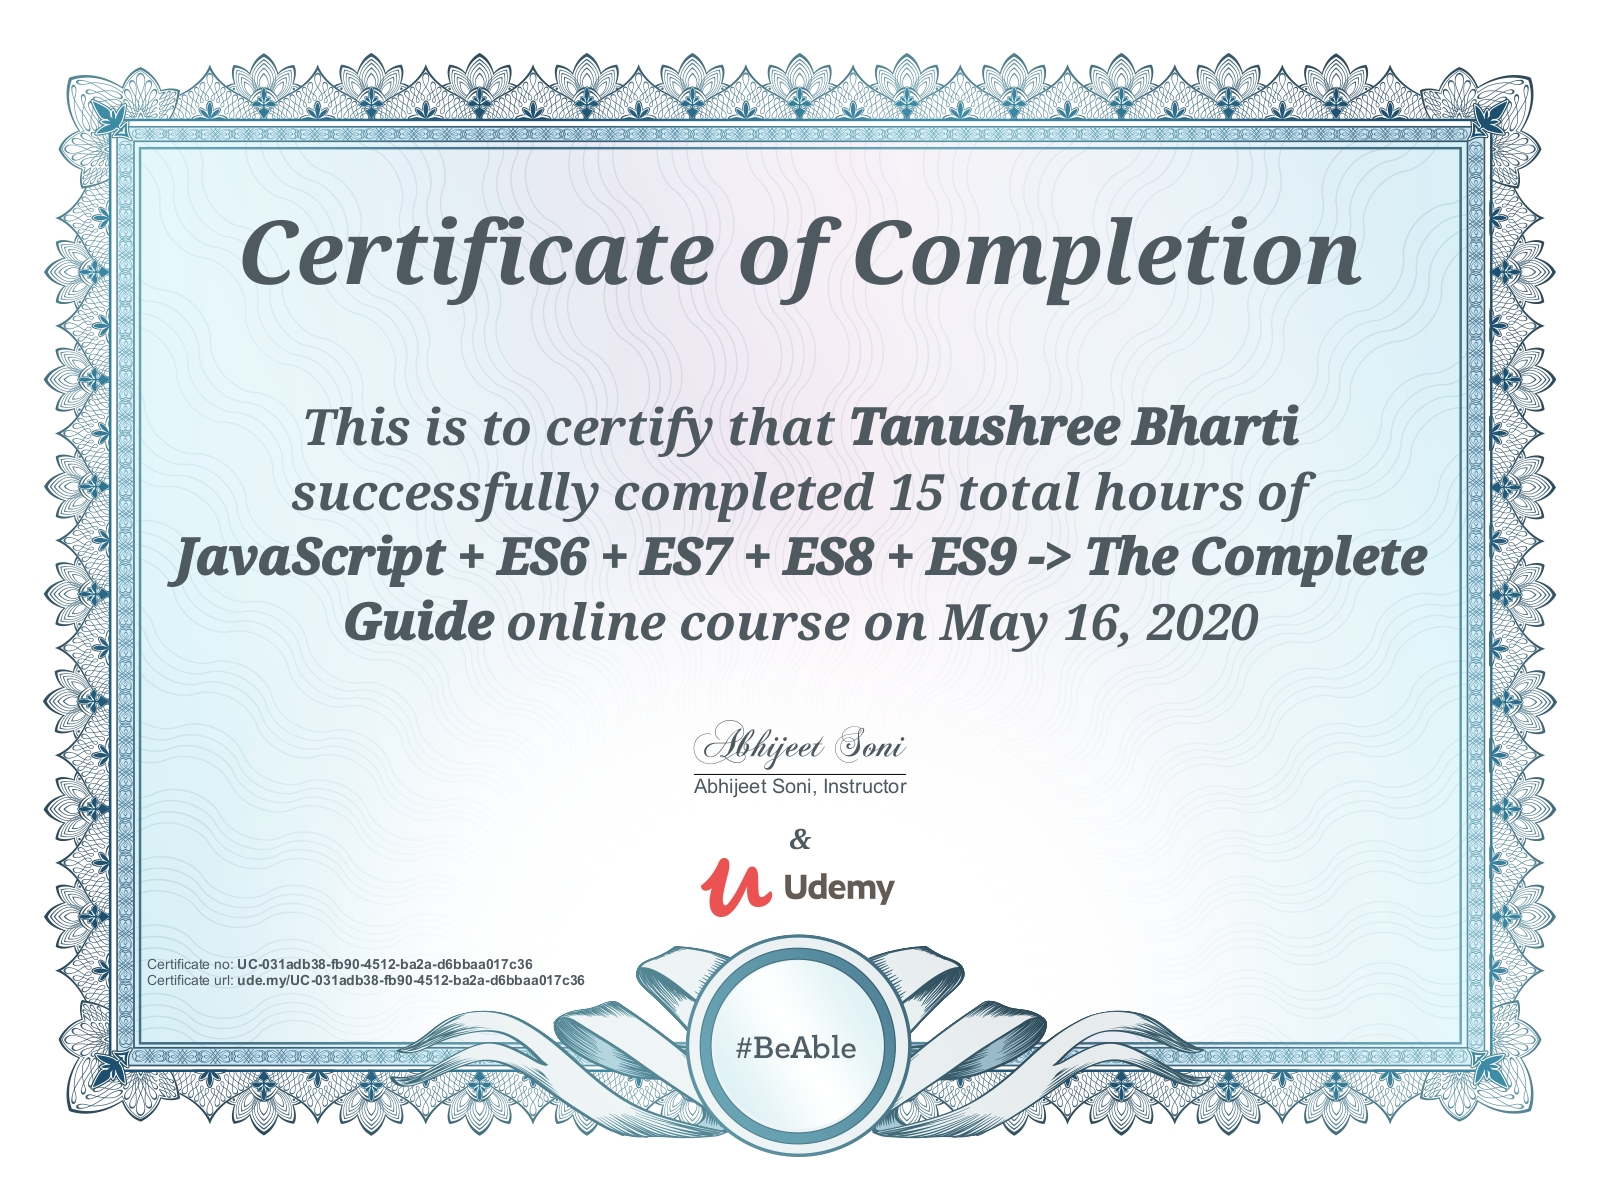 Certificate of Completion
This is to certify that Tanushree Bharti
successfully completed 15 total hours of
JavaScript + ES6 + ES7 + ES8 + ES9 -> The Complete
Guide online course on May 16, 2020
Abhijeet Soni
Abhijeet Soni, Instructor
&
Udemy
Certificate no: UC-031adb38-fb90-4512-ba2a-d6bbaa017c36
Certificate url: ude.my/UC-031adb38-fb90-4512-ba2a-d6bbaa017c36
#BeAble